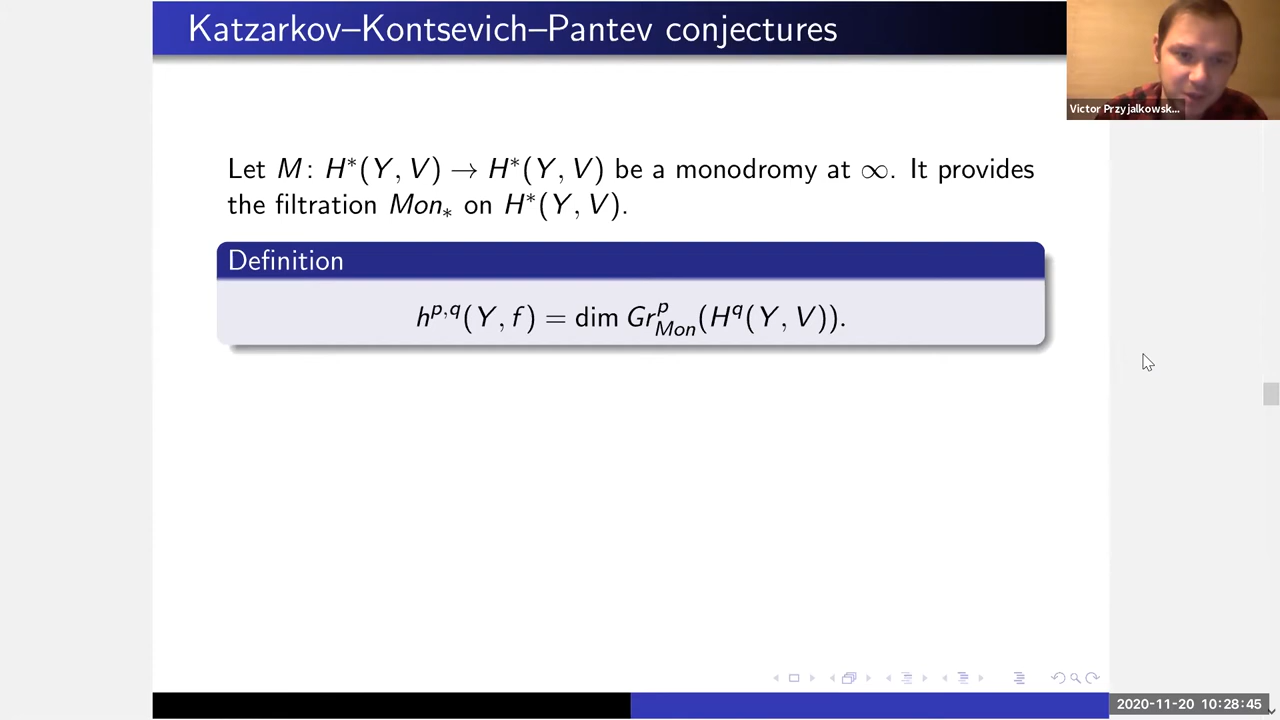 Katzarkov–Kontsevich–Pantev conjectures
Victor Przyjalkowsk...
Let M: H*(Y, V) → H*(Y, V) be a monodromy at ∞. It provides
the filtration Mon∗ on H*(Y, V).
Definition
h^{p,q}(Y, f) = dim Gr^p_{Mon}(H^q(Y, V)).
2020-11-20 10:28:45